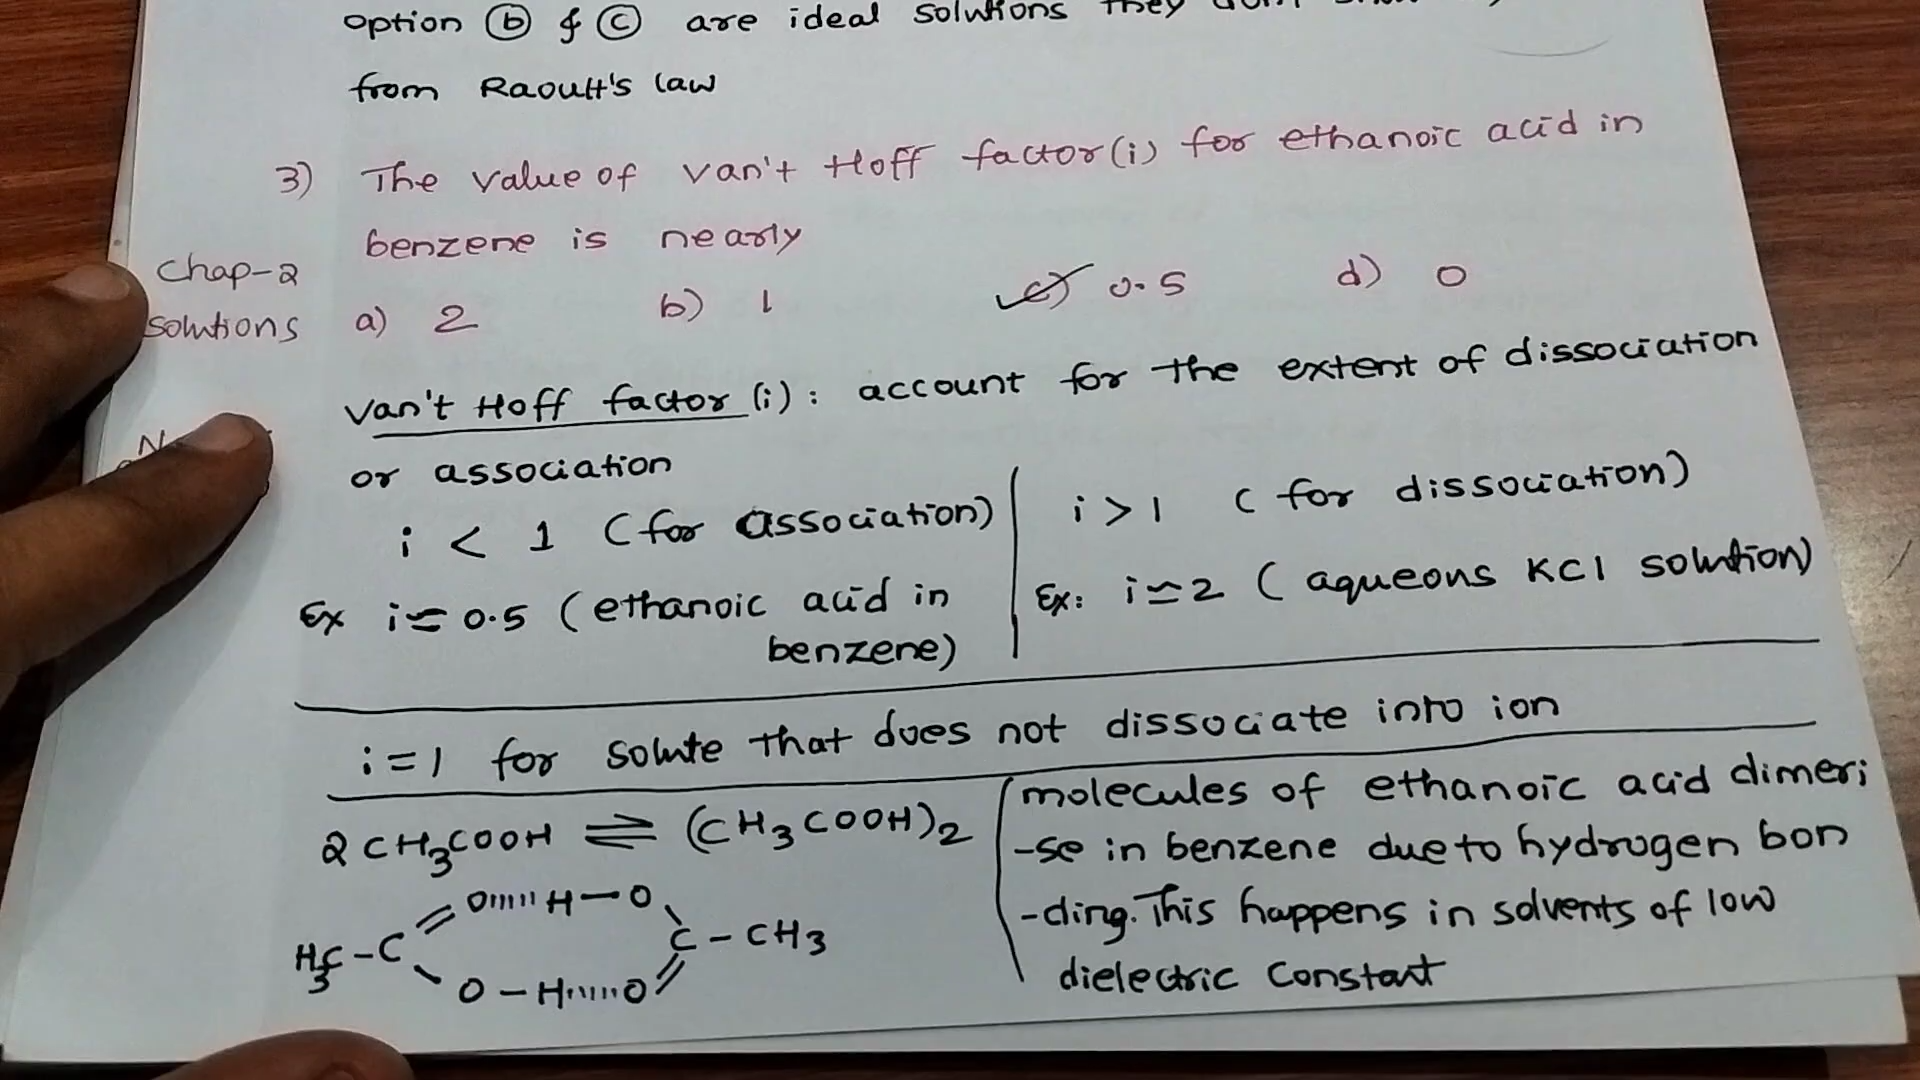 option ⓑ & ⓒ are ideal solutions they
from Raoult's law
3) The value of van't Hoff factor(i) for ethanoic acid in
benzene is nearly
Chap-2
solutions
a) 2 b) 1 c) 0.5 d) 0
Van't Hoff factor (i): account for the extent of dissociation
or association
i < 1 (for association)
i > 1 (for dissociation)
Ex i≃0.5 (ethanoic acid in
benzene)
Ex: i≃2 (aqueous KCl solution)
i=1 for solute that does not dissociate into ion
2CH₃COOH ⇌ (CH₃COOH)₂
molecules of ethanoic acid dimeri
-se in benzene due to hydrogen bon
-ding. This happens in solvents of low
dielectric constant
O H—O
H₃C-C C-CH₃
O-H O